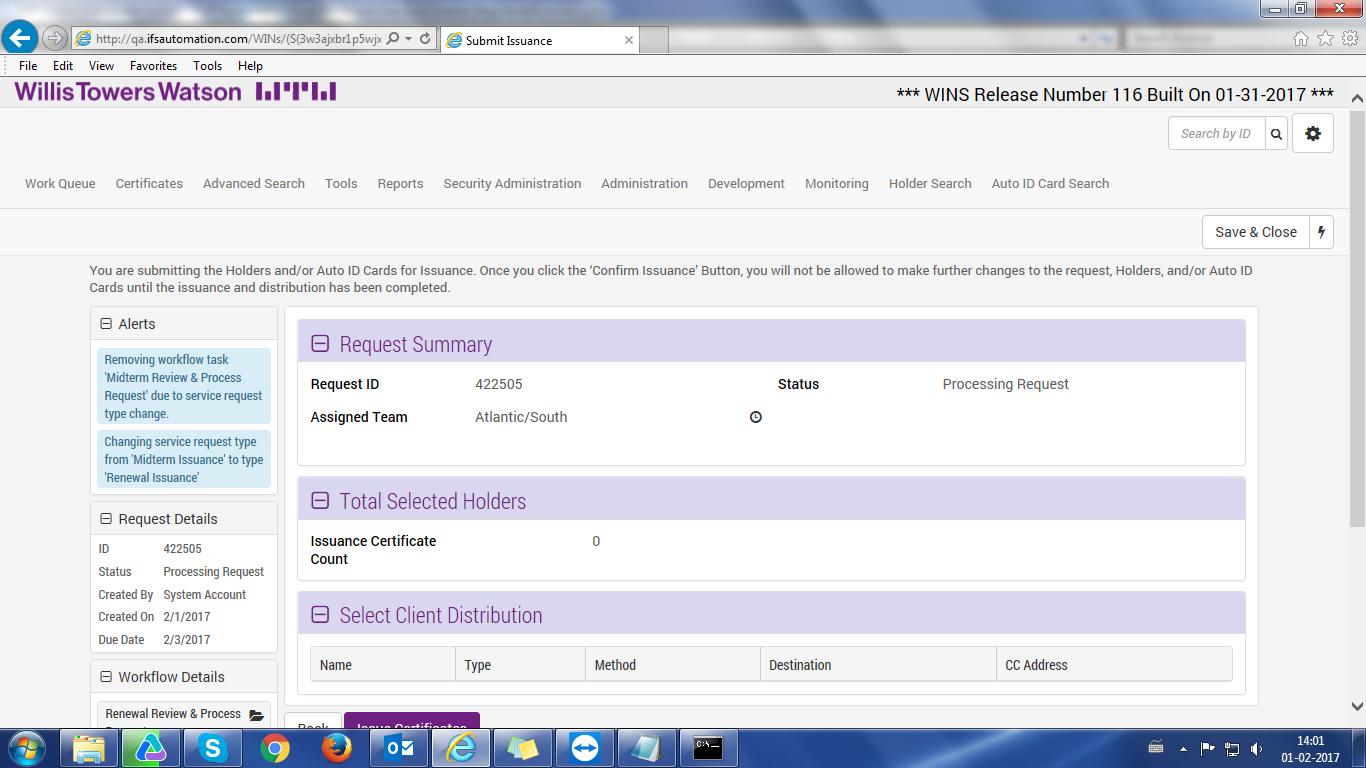 http://qa.ifsautomation.com/WINs/(S(3w3ajxbr1p5wjx
Submit Issuance
File Edit View Favorites Tools Help
Willis Towers Watson
*** WINS Release Number 116 Built On 01-31-2017 ***
Search by ID
Work Queue Certificates Advanced Search Tools Reports Security Administration Administration Development Monitoring Holder Search Auto ID Card Search
Save & Close
You are submitting the Holders and/or Auto ID Cards for Issuance. Once you click the ‘Confirm Issuance’ Button, you will not be allowed to make further changes to the request, Holders, and/or Auto ID
Cards until the issuance and distribution has been completed.
Alerts
Removing workflow task
'Midterm Review & Process
Request' due to service request
type change.
Changing service request type
from 'Midterm Issuance' to type
'Renewal Issuance'
Request Details
ID 422505
Status Processing Request
Created By System Account
Created On 2/1/2017
Due Date 2/3/2017
Workflow Details
Renewal Review & Process
Request Summary
Request ID 422505 Status Processing Request
Assigned Team Atlantic/South
Total Selected Holders
Issuance Certificate 0
Count
Select Client Distribution
Name Type Method Destination CC Address
Back Issue Certificates
14:01
01-02-2017